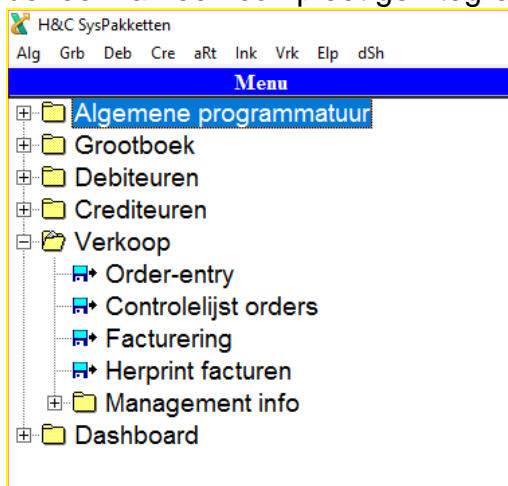 H&C SysPakketten
Alg Grb Deb Cre aRt Ink Vrk Elp dSh
Menu
Algemene programmatuur
Grootboek
Debiteuren
Crediteuren
Verkoop
Order-entry
Controlelijst orders
Facturering
Herprint facturen
Management info
Dashboard